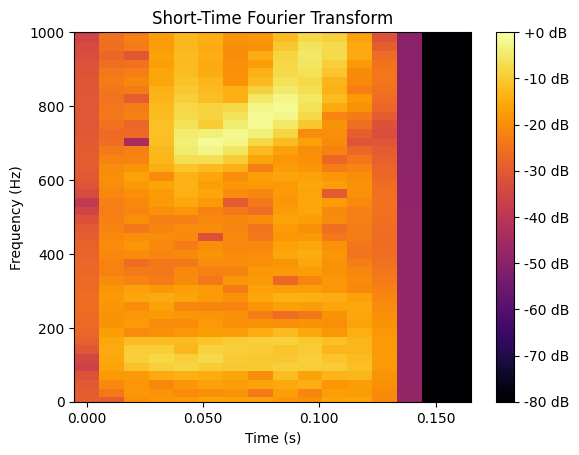 Short-Time Fourier Transform
Frequency (Hz)
1000
800
600
400
200
0
0.000
0.050
0.100
0.150
Time (s)
+0 dB
-10 dB
-20 dB
-30 dB
-40 dB
-50 dB
-60 dB
-70 dB
-80 dB